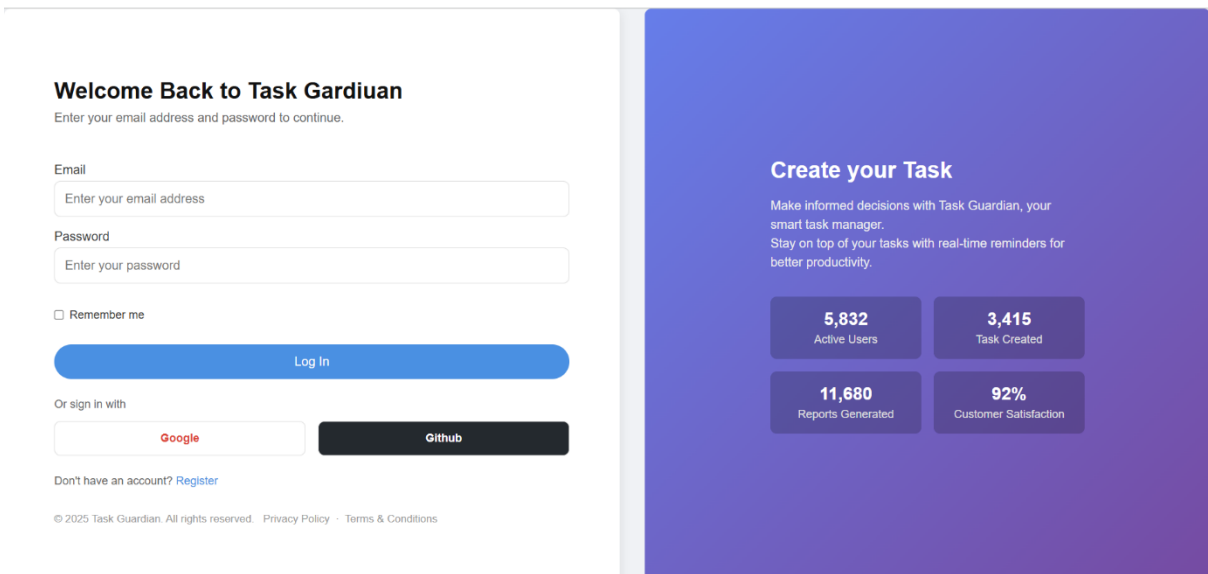 Welcome Back to Task Gardiuan
Enter your email address and password to continue.
Email
Enter your email address
Password
Enter your password
Remember me
Log In
Or sign in with
Google
Github
Don't have an account? Register
© 2025 Task Guardian. All rights reserved. Privacy Policy · Terms & Conditions
Create your Task
Make informed decisions with Task Guardian, your
smart task manager.
Stay on top of your tasks with real-time reminders for
better productivity.
5,832
Active Users
3,415
Task Created
11,680
Reports Generated
92%
Customer Satisfaction